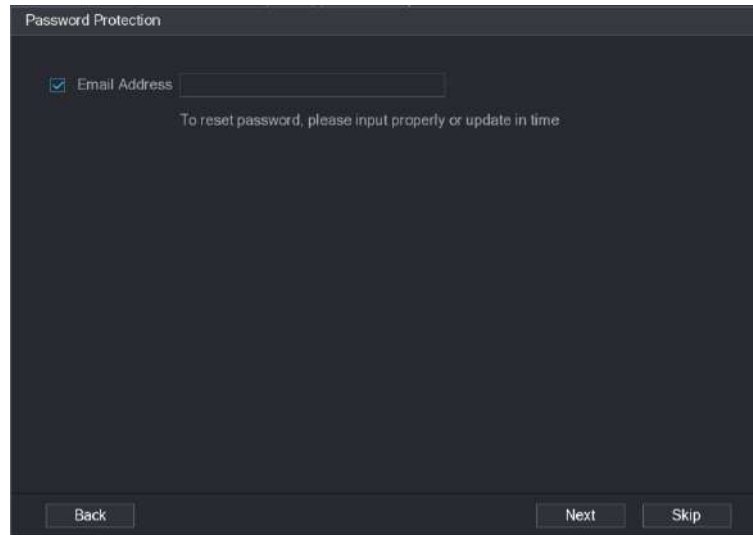 Password Protection
Email Address
To reset password, please input properly or update in time
Back Next Skip